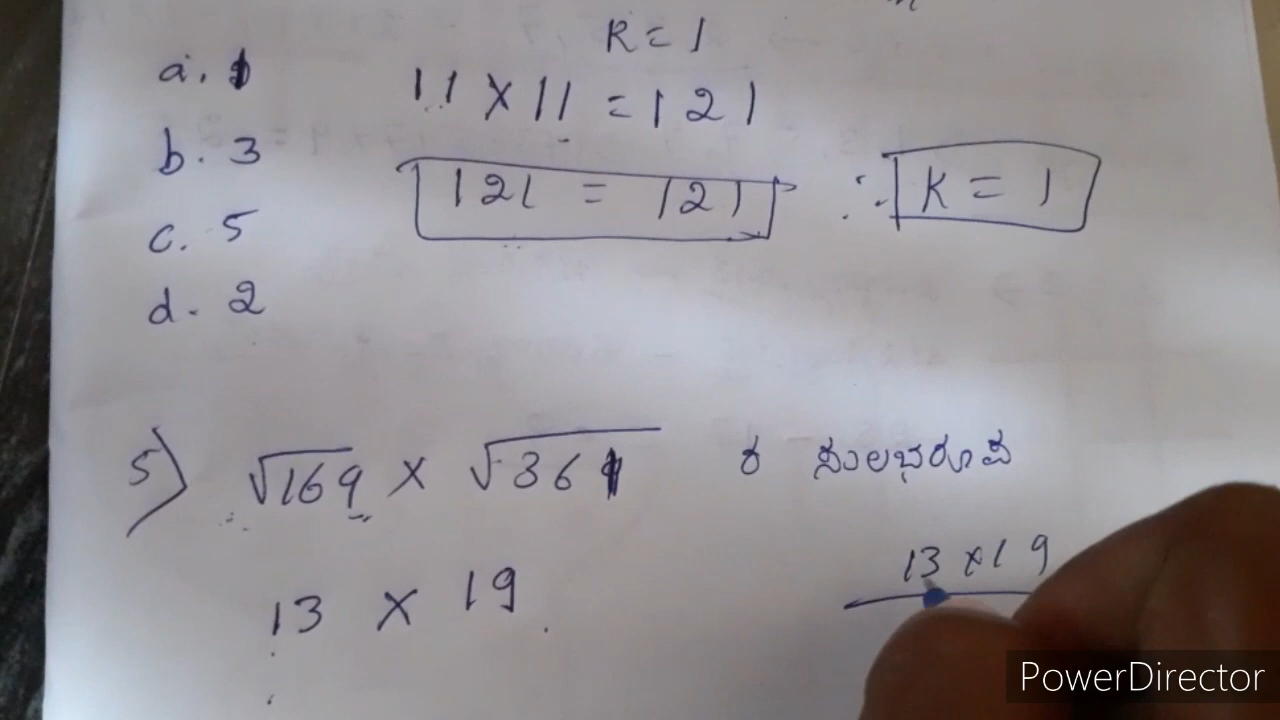 K = 1
a. 1
11 × 11 = 121
b. 3
121 = 121 ∴ K = 1
c. 5
d. 2
5) √169 × √361 ರ ಸುಲಭರೂಪ
13 × 19
13 × 19
PowerDirector